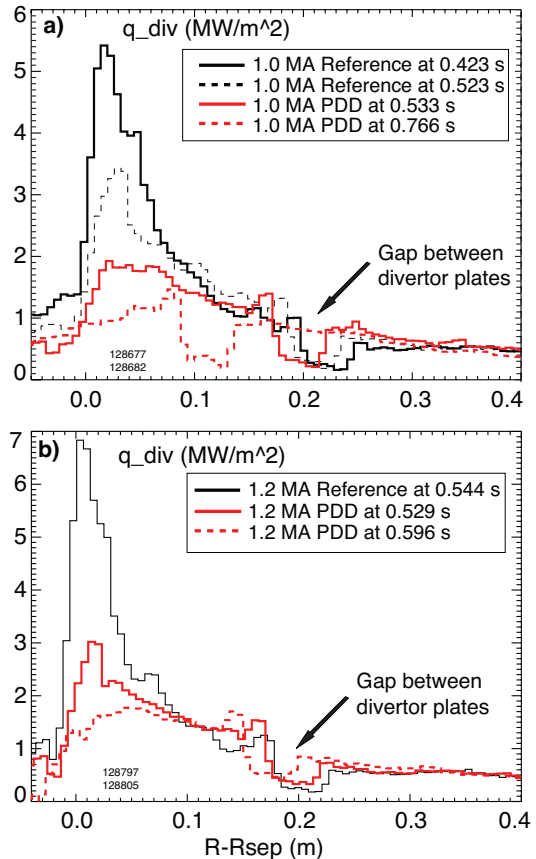 a)
q_div (MW/m^2)
6
5
4
3
2
1
0
1.0 MA Reference at 0.423 s
1.0 MA Reference at 0.523 s
1.0 MA PDD at 0.533 s
1.0 MA PDD at 0.766 s
Gap between
divertor plates
128677
128682
0.0 0.1 0.2 0.3 0.4
b)
q_div (MW/m^2)
7
6
5
4
3
2
1
0
1.2 MA Reference at 0.544 s
1.2 MA PDD at 0.529 s
1.2 MA PDD at 0.596 s
Gap between
divertor plates
128797
128805
0.0 0.1 0.2 0.3 0.4
R-Rsep (m)